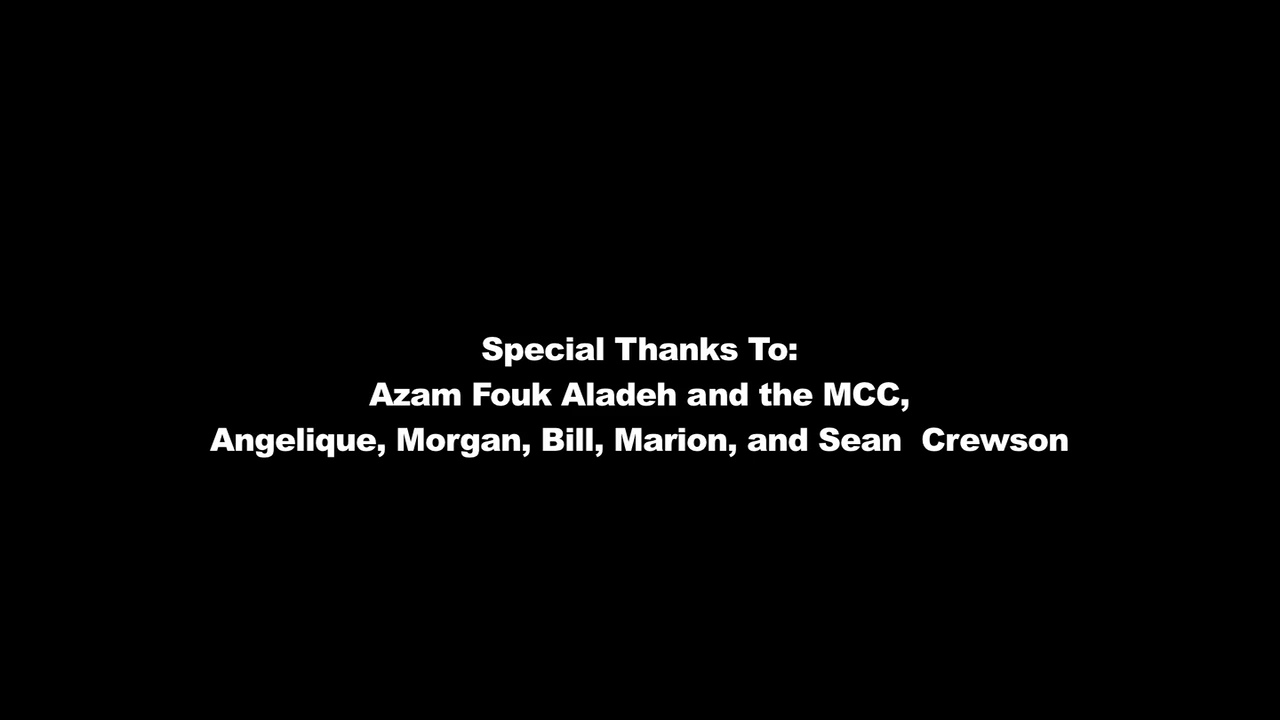 Special Thanks To:
Azam Fouk Aladeh and the MCC,
Angelique, Morgan, Bill, Marion, and Sean  Crewson